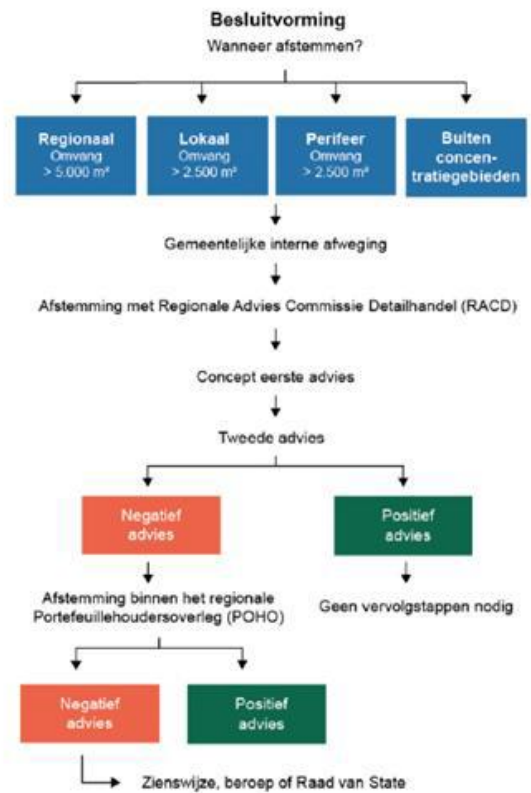 Besluitvorming
Wanneer afstemmen?
Regionaal
Omvang
> 5.000 m²
Lokaal
Omvang
> 2.500 m²
Perifeer
Omvang
> 2.500 m²
Buiten
concen-
tratiegebieden
Gemeentelijke interne afweging
Afstemming met Regionale Advies Commissie Detailhandel (RACD)
Concept eerste advies
Tweede advies
Negatief
advies
Positief
advies
Afstemming binnen het regionale
Portefeuillehoudersoverleg (POHO)
Geen vervolgstappen nodig
Negatief
advies
Positief
advies
Zienswijze, beroep of Raad van State